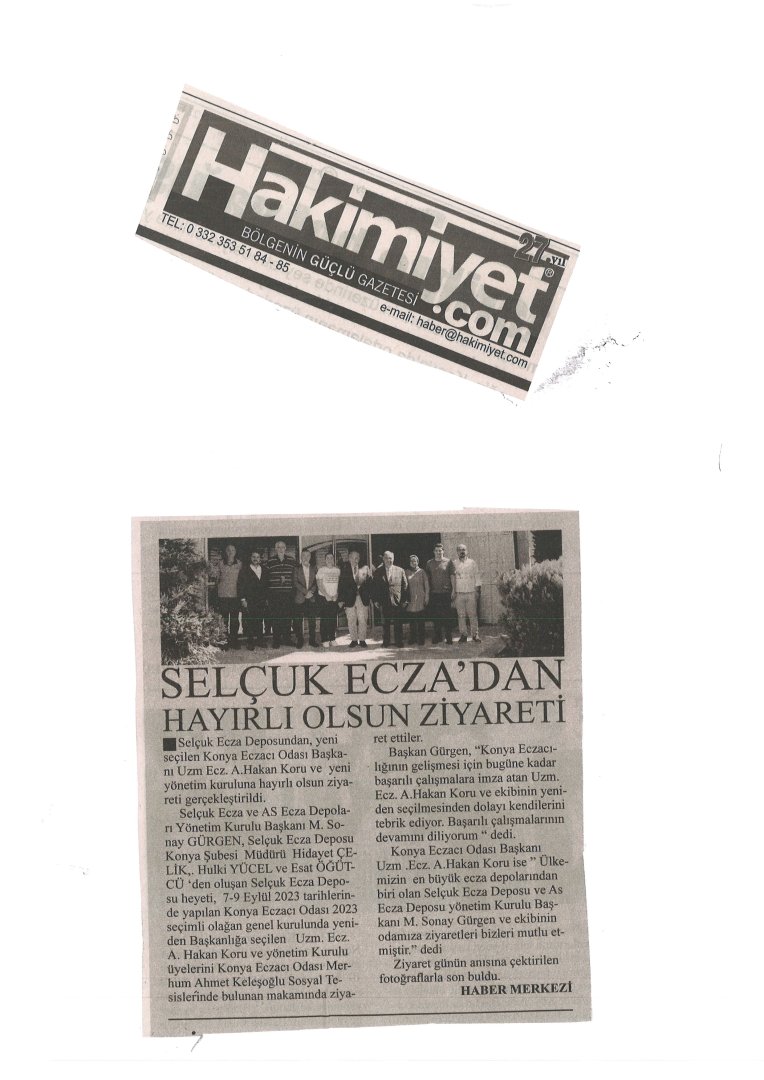 Hakimiyet
.com
®
27.yıl
BÖLGENİN GÜÇLÜ GAZETESİ
TEL: 0 332 353 51 84 - 85
e-mail: haber@hakimiyet.com
SELÇUK ECZA’DAN
HAYIRLI OLSUN ZİYARETİ
Selçuk Ecza Deposundan, yeni
seçilen Konya Eczacı Odası Başka-
nı Uzm Ecz. A.Hakan Koru ve yeni
yönetim kuruluna hayırlı olsun ziya-
reti gerçekleştirildi.
Selçuk Ecza ve AS Ecza Depola-
rı Yönetim Kurulu Başkanı M. So-
nay GÜRGEN, Selçuk Ecza Deposu
Konya Şubesi Müdürü Hidayet ÇE-
LİK,. Hulki YÜCEL ve Esat ÖĞÜT-
CÜ ‘den oluşan Selçuk Ecza Depo-
su heyeti, 7-9 Eylül 2023 tarihlerin-
de yapılan Konya Eczacı Odası 2023
seçimli olağan genel kurulunda yeni-
den Başkanlığa seçilen Uzm. Ecz.
A. Hakan Koru ve yönetim Kurulu
üyelerini Konya Eczacı Odası Mer-
hum Ahmet Keleşoğlu Sosyal Te-
sislerinde bulunan makamında ziya-
ret ettiler.
Başkan Gürgen, “Konya Eczacı-
lığının gelişmesi için bugüne kadar
başarılı çalışmalara imza atan Uzm.
Ecz. A.Hakan Koru ve ekibinin yeni-
den seçilmesinden dolayı kendilerini
tebrik ediyor. Başarılı çalışmalarının
devamını diliyorum “ dedi.
Konya Eczacı Odası Başkanı
Uzm .Ecz. A.Hakan Koru ise ” Ülke-
mizin en büyük ecza depolarından
biri olan Selçuk Ecza Deposu ve As
Ecza Deposu yönetim Kurulu Baş-
kanı M. Sonay Gürgen ve ekibinin
odamıza ziyaretleri bizleri mutlu et-
miştir.” dedi
Ziyaret günün anısına çektirilen
fotoğraflarla son buldu.
HABER MERKEZİ